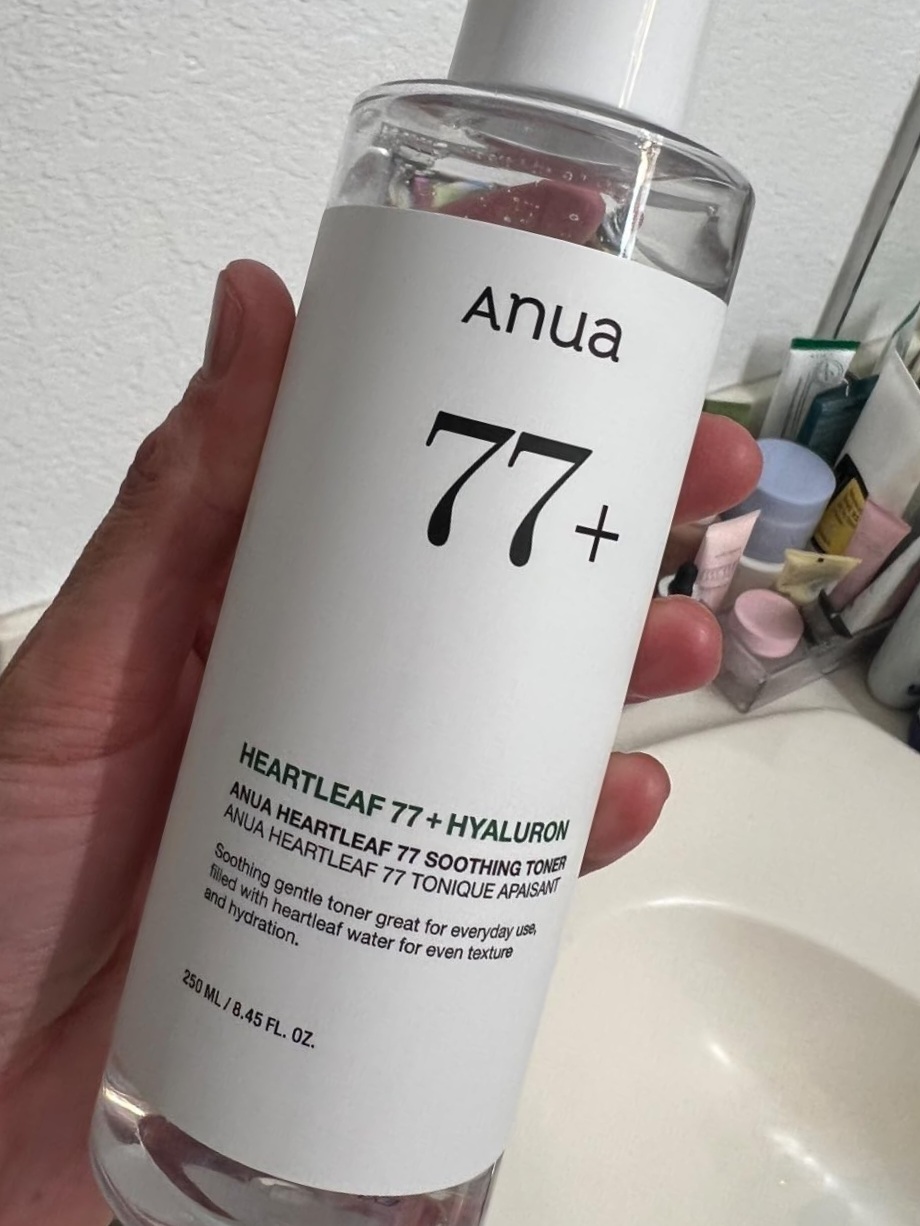 Anua
77+
HEARTLEAF 77 + HYALURON
ANUA HEARTLEAF 77 SOOTHING TONER
ANUA HEARTLEAF 77 TONIQUE APAISANT
Soothing gentle toner great for everyday use,
filled with heartleaf water for even texture
and hydration.
250 ML / 8.45 FL. OZ.